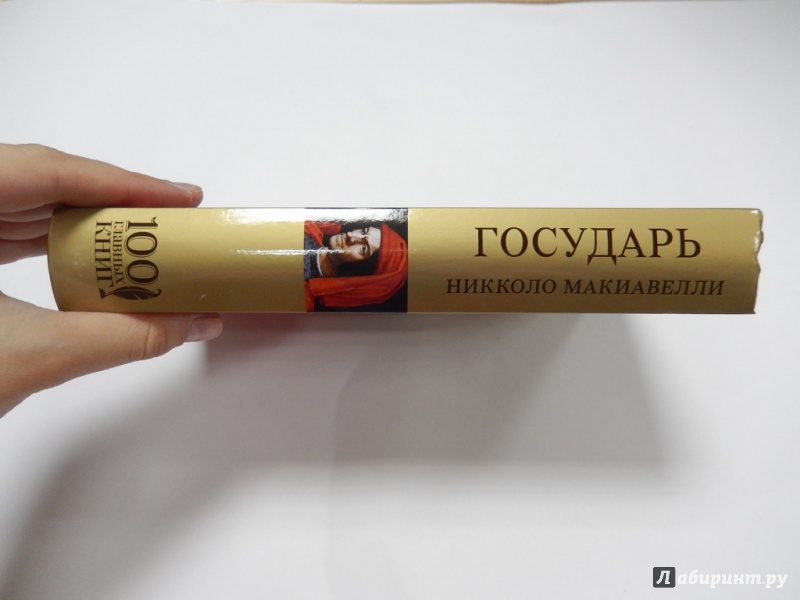 100
ГЛАВНЫХ
КНИГ
ГОСУДАРЬ
НИККОЛО МАКИАВЕЛЛИ
Лабиринт.ру